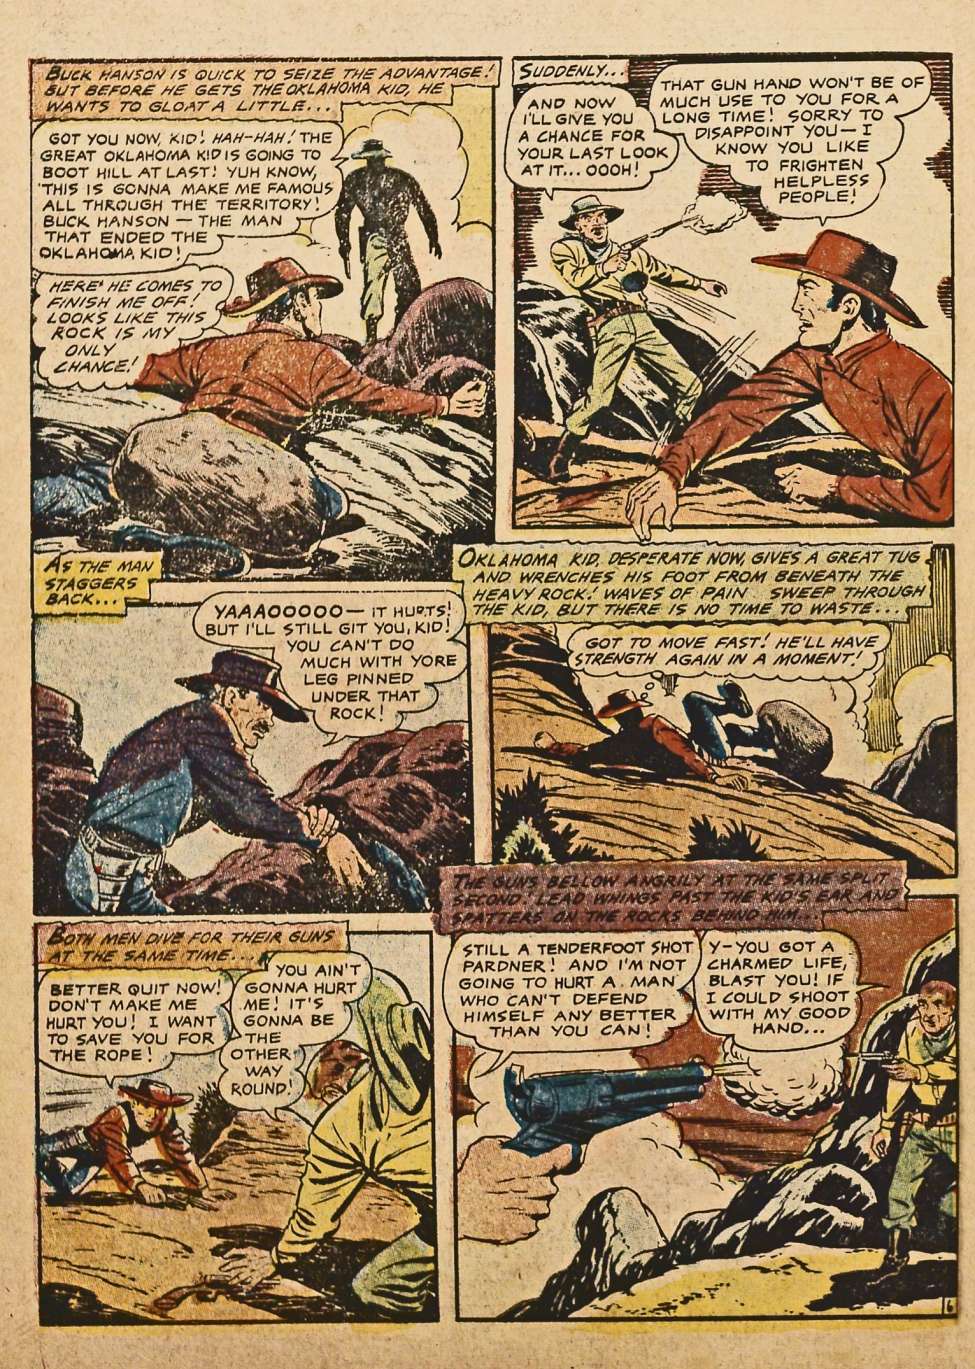 BUCK HANSON IS QUICK TO SEIZE THE ADVANTAGE!
BUT BEFORE HE GETS THE OKLAHOMA KID, HE
WANTS TO GLOAT A LITTLE...
GOT YOU NOW, KID! HAH-HAH! THE
GREAT OKLAHOMA KID IS GOING TO
BOOT HILL AT LAST! YUH KNOW,
THIS IS GONNA MAKE ME FAMOUS
ALL THROUGH THE TERRITORY!
BUCK HANSON — THE MAN
THAT ENDED THE
OKLAHOMA KID!
HERE HE COMES TO
FINISH ME OFF!
LOOKS LIKE THIS
ROCK IS MY
ONLY
CHANCE!
SUDDENLY...
AND NOW
I'LL GIVE YOU
A CHANCE FOR
YOUR LAST LOOK
AT IT... OOOH!
THAT GUN HAND WON'T BE OF
MUCH USE TO YOU FOR A
LONG TIME! SORRY TO
DISAPPOINT YOU — I
KNOW YOU LIKE
TO FRIGHTEN
HELPLESS
PEOPLE!
AS THE MAN
STAGGERS
BACK...
YAAAOOOOO — IT HURTS!
BUT I'LL STILL GIT YOU, KID!
YOU CAN'T DO
MUCH WITH YORE
LEG PINNED
UNDER THAT
ROCK!
OKLAHOMA KID, DESPERATE NOW, GIVES A GREAT TUG
AND WRENCHES HIS FOOT FROM BENEATH THE
HEAVY ROCK! WAVES OF PAIN SWEEP THROUGH
THE KID, BUT THERE IS NO TIME TO WASTE...
GOT TO MOVE FAST! HE'LL HAVE
STRENGTH AGAIN IN A MOMENT!
BOTH MEN DIVE FOR THEIR GUNS
AT THE SAME TIME...
BETTER QUIT NOW!
DON'T MAKE ME
HURT YOU! I WANT
TO SAVE YOU FOR
THE ROPE!
YOU AIN'T
GONNA HURT
ME! IT'S
GONNA BE
THE
OTHER
WAY
ROUND!
THE GUNS BELLOW ANGRILY AT THE SAME SPLIT
SECOND! LEAD WHINGS PAST THE KID'S EAR AND
SPATTERS ON THE ROCKS BEHIND HIM...
STILL A TENDERFOOT SHOT
PARDNER! AND I'M NOT
GOING TO HURT A MAN
WHO CAN'T DEFEND
HIMSELF ANY BETTER
THAN YOU CAN!
Y-YOU GOT A
CHARMED LIFE,
BLAST YOU! IF
I COULD SHOOT
WITH MY GOOD
HAND...
6